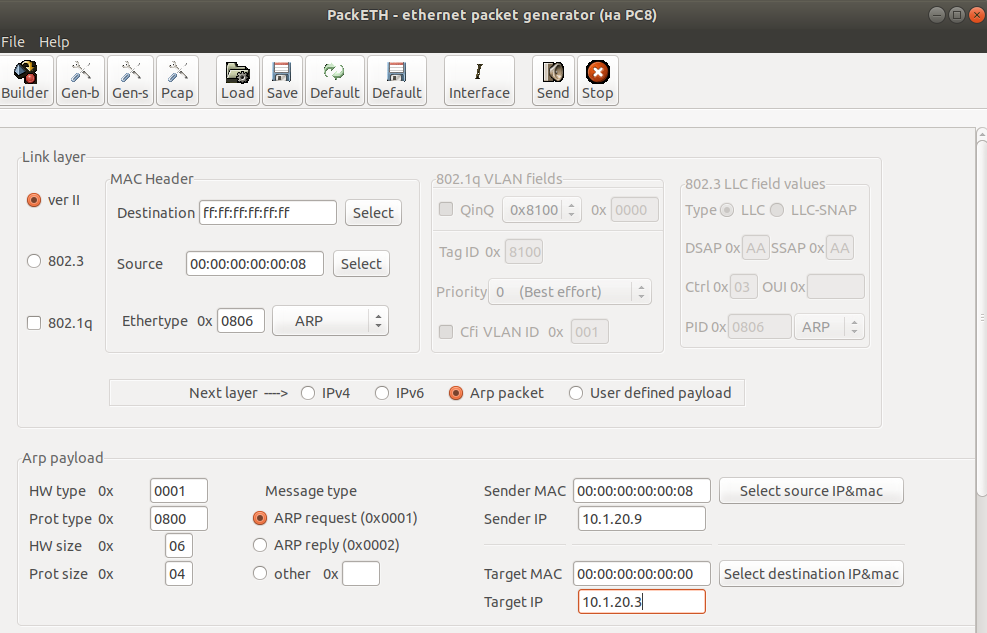 PackETH - ethernet packet generator (на PC8)
File Help
Builder Gen-b Gen-s Pcap Load Save Default Default Interface Send Stop
Link layer
MAC Header
802.1q VLAN fields
802.3 LLC field values
ver II
Destination ff:ff:ff:ff:ff:ff Select
QinQ 0x8100 0x 0000
Type LLC LLC-SNAP
802.3
Source 00:00:00:00:00:08 Select
Tag ID 0x 8100
DSAP 0x AA SSAP 0x AA
Priority 0 (Best effort)
Ctrl 0x 03 OUI 0x
802.1q
Ethertype 0x 0806 ARP
Cfi VLAN ID 0x 001
PID 0x 0806 ARP
Next layer ----> IPv4 IPv6 Arp packet User defined payload
Arp payload
HW type 0x 0001 Message type Sender MAC 00:00:00:00:00:08 Select source IP&mac
Prot type 0x 0800 ARP request (0x0001) Sender IP 10.1.20.9
HW size 0x 06 ARP reply (0x0002)
Prot size 0x 04 other 0x Target MAC 00:00:00:00:00:00 Select destination IP&mac
Target IP 10.1.20.3